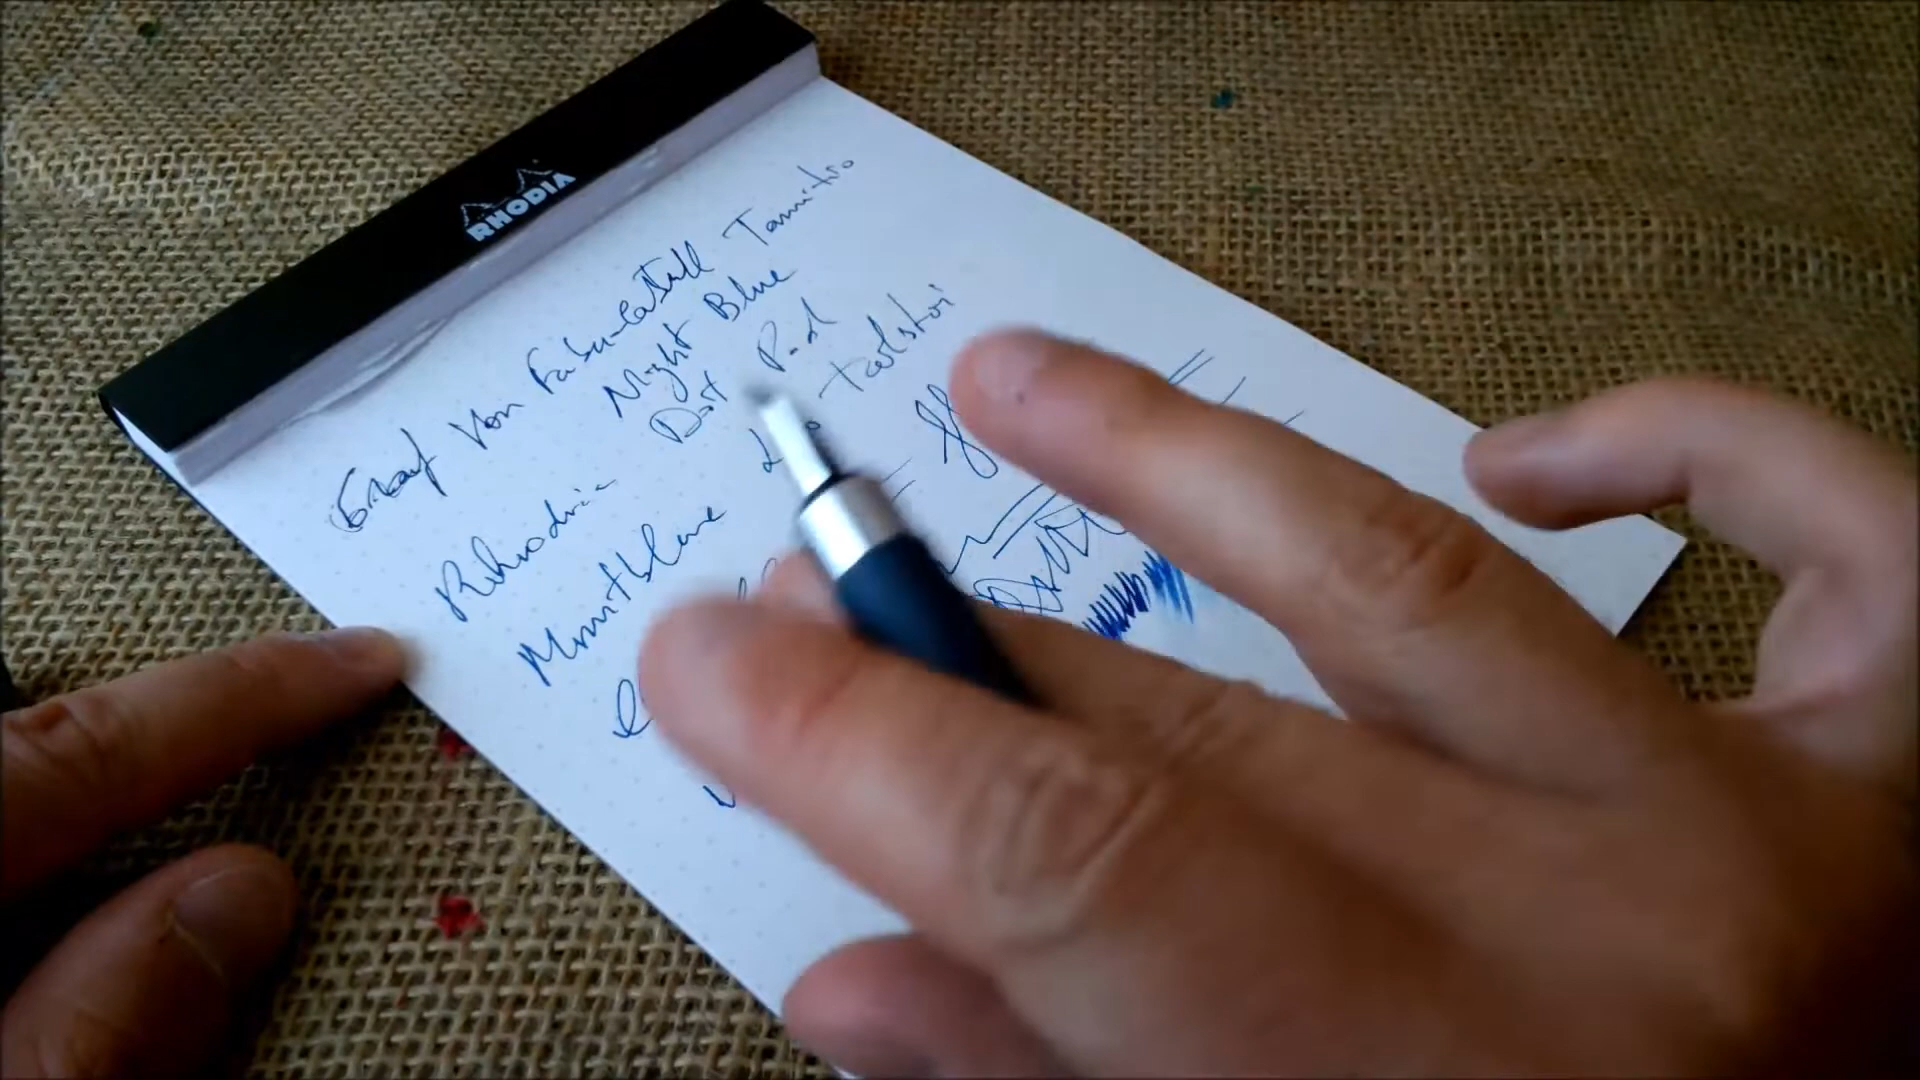 RHODIA
Graf Von Faber-Castell Tamitio
Night Blue
Rhodia Dot Pad
Montblanc Leo Tolstoi